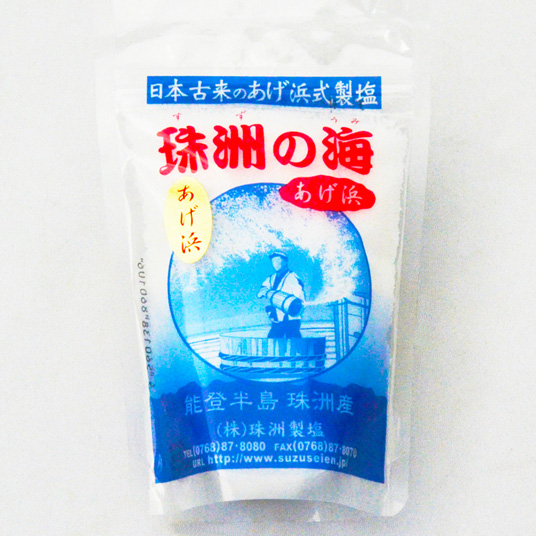 日本古来のあげ浜式製塩
すず うみ
珠洲の海
あげ浜
あげ浜
能登半島 珠洲産
(株)珠洲製塩
TEL(0768)87-8080 FAX(0768)87-8070
URL http://www.suzuseien.jp/